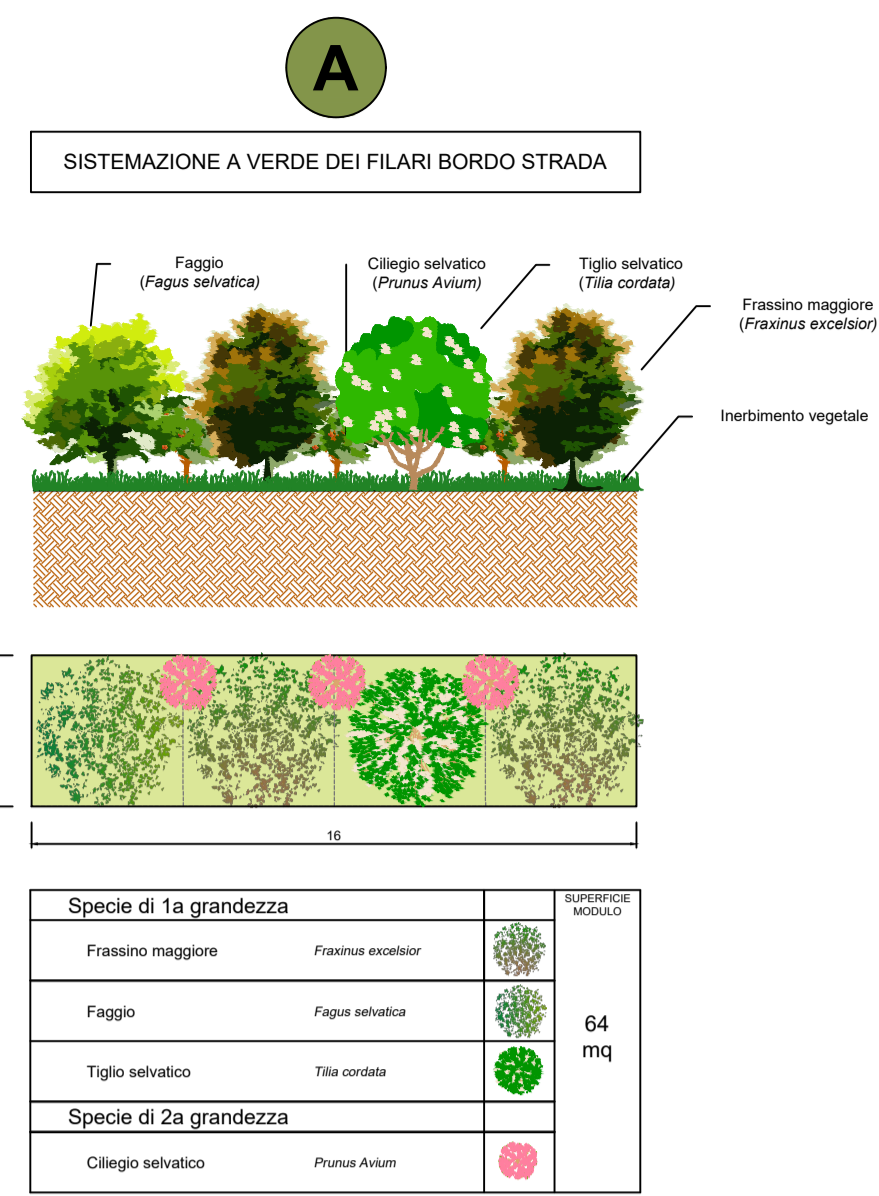 A
SISTEMAZIONE A VERDE DEI FILARI BORDO STRADA
Faggio
(Fagus selvatica)
Ciliegio selvatico
(Prunus Avium)
Tiglio selvatico
(Tilia cordata)
Frassino maggiore
(Fraxinus excelsior)
Inerbimento vegetale
16
Specie di 1a grandezza
SUPERFICIE
MODULO
Frassino maggiore Fraxinus excelsior
Faggio Fagus selvatica
64
mq
Tiglio selvatico Tilia cordata
Specie di 2a grandezza
Ciliegio selvatico Prunus Avium